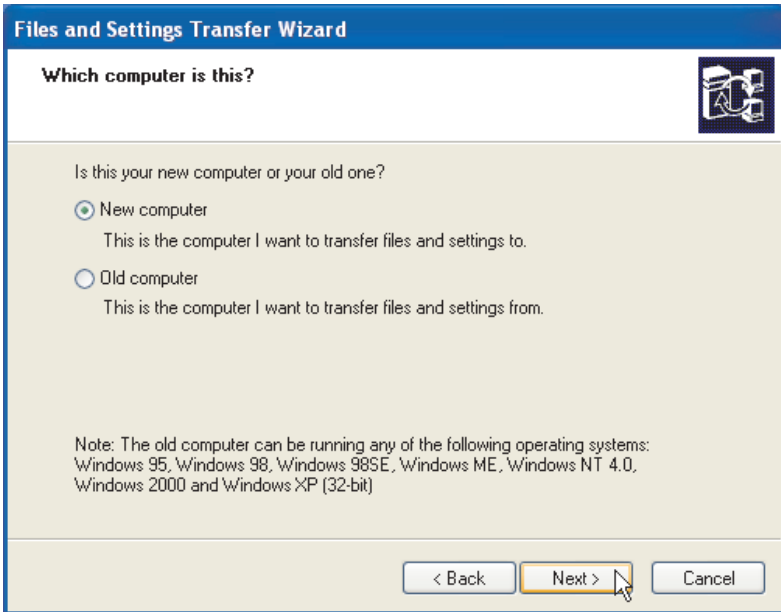 Files and Settings Transfer Wizard
Which computer is this?
Is this your new computer or your old one?
New computer
This is the computer I want to transfer files and settings to.
Old computer
This is the computer I want to transfer files and settings from.
Note: The old computer can be running any of the following operating systems:
Windows 95, Windows 98, Windows 98SE, Windows ME, Windows NT 4.0,
Windows 2000 and Windows XP (32-bit)
< Back Next > Cancel